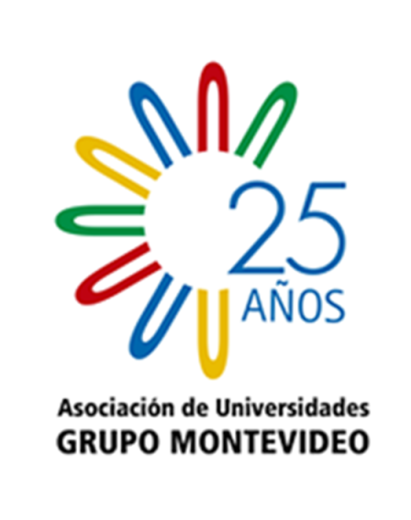 25
AÑOS
Asociación de Universidades
GRUPO MONTEVIDEO